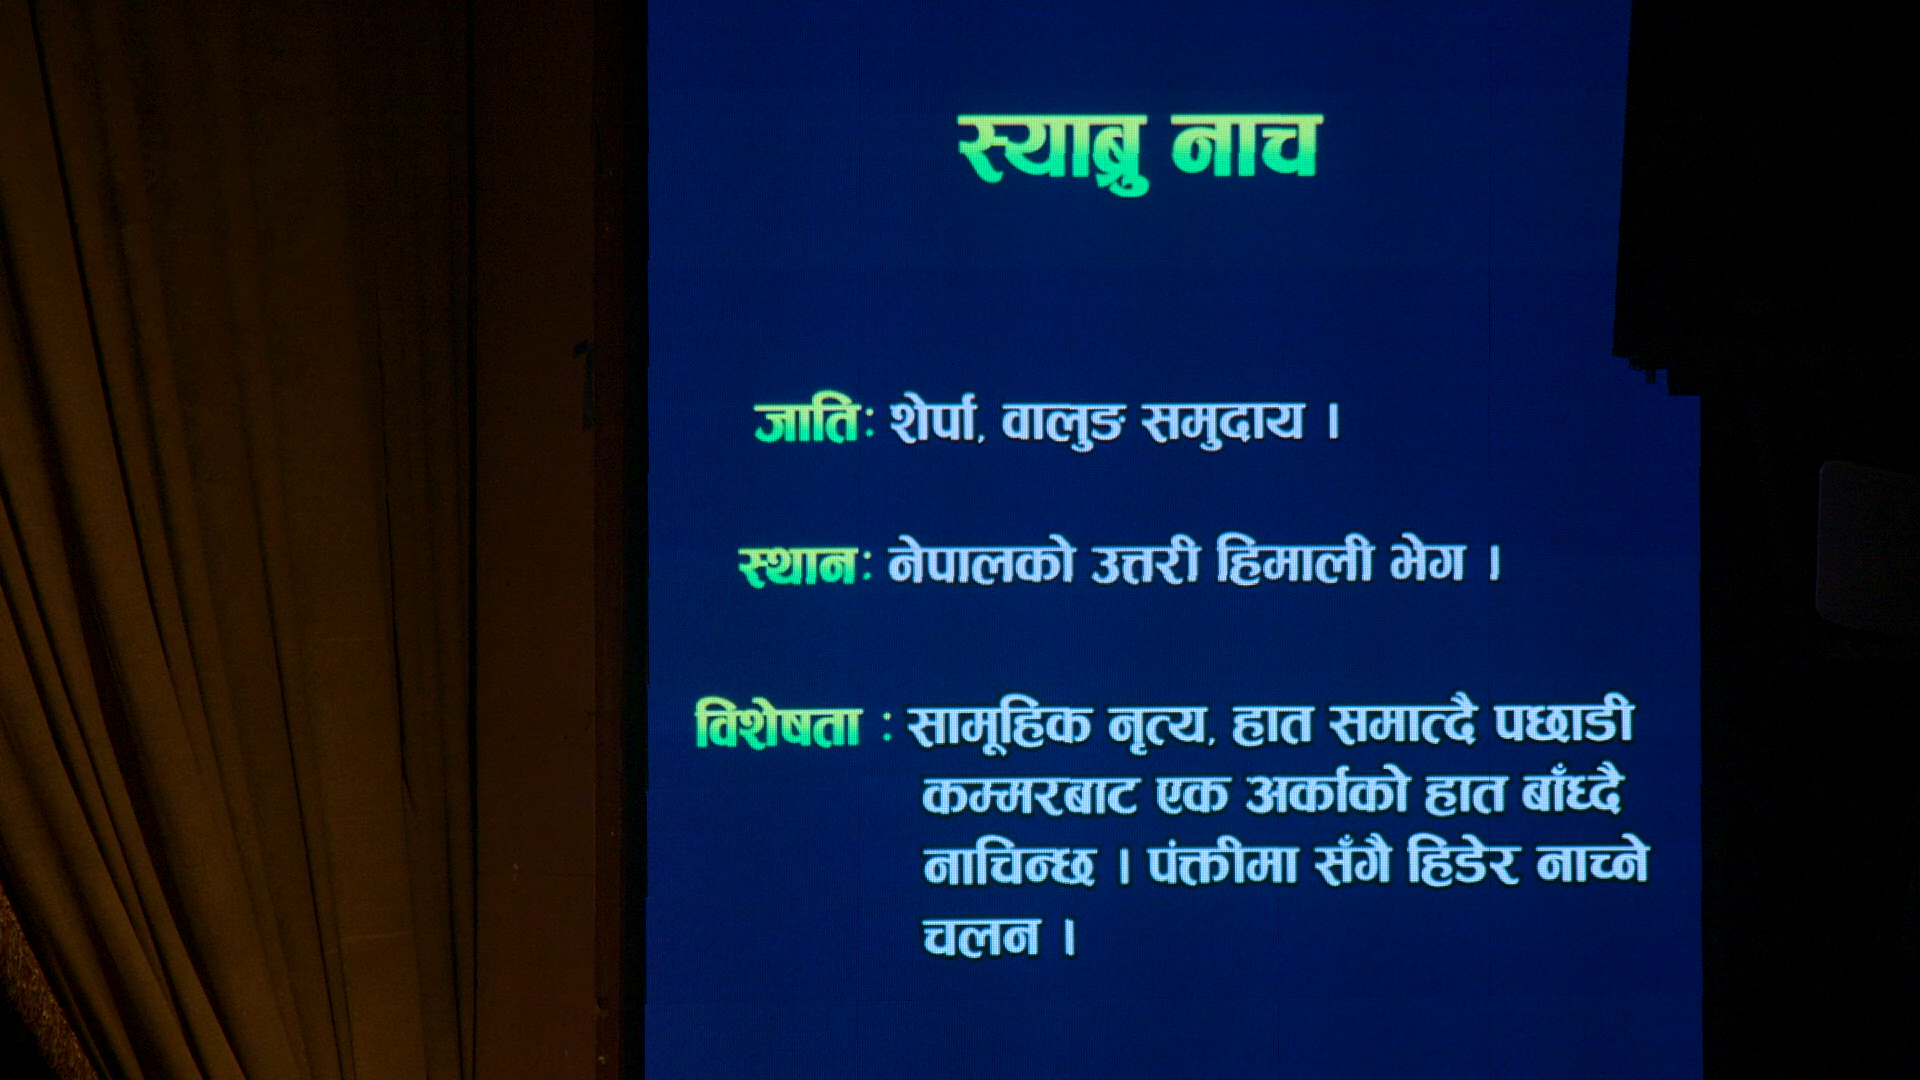 स्याब्रु नाच
जाति: शेर्पा, वालुङ समुदाय ।
स्थान: नेपालको उत्तरी हिमाली भेग ।
विशेषता : सामूहिक नृत्य, हात समात्दै पछाडी
कम्मरबाट एक अर्काको हात बाँध्दै
नाचिन्छ । पंक्तीमा सँगै हिडेर नाच्ने
चलन ।